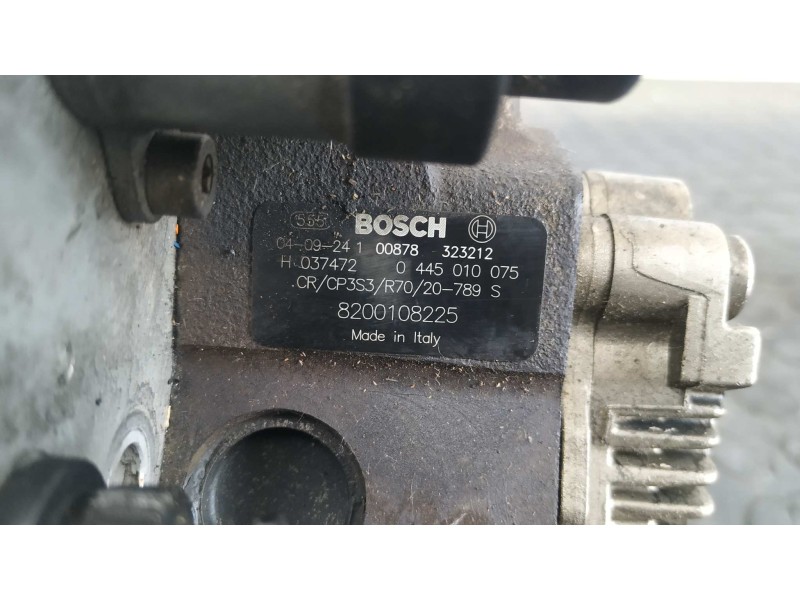 555 BOSCH
04-09-24 1 00878 323212
H 037472 0 445 010 075
CR/CP3S3/R70/20-789 S
8200108225
Made in Italy